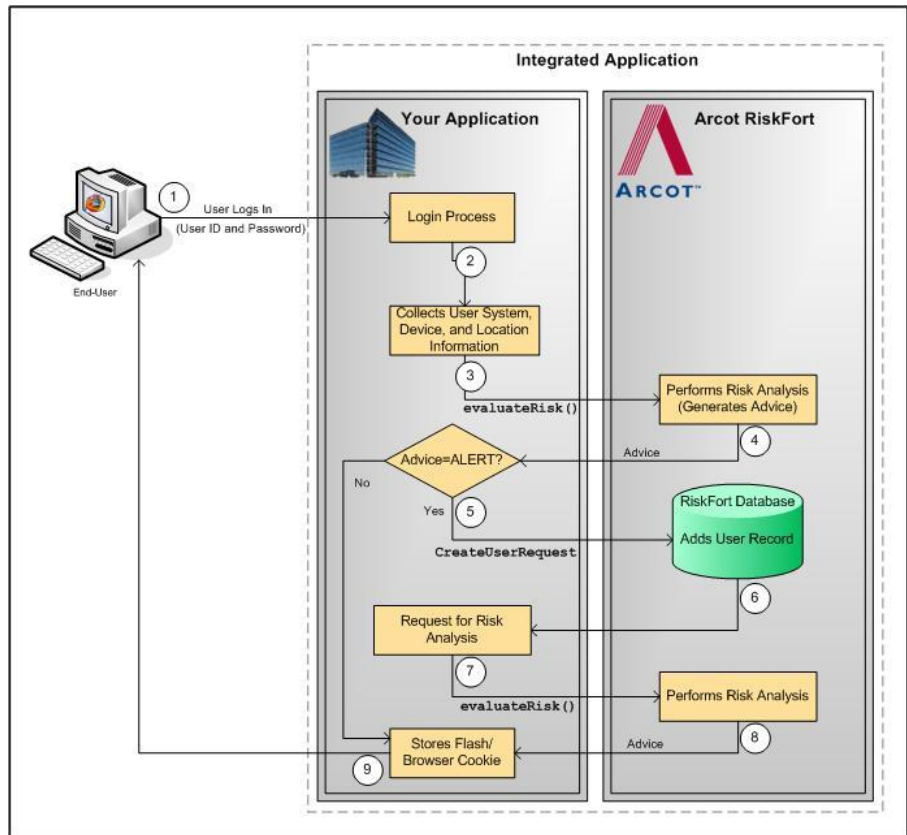 Integrated Application
Your Application
Arcot RiskFort
ARCOT™
1
User Logs In
(User ID and Password)
End-User
Login Process
2
Collects User System,
Device, and Location
Information
3
evaluateRisk()
Performs Risk Analysis
(Generates Advice)
4
Advice
Advice=ALERT?
No
Yes
5
CreateUserRequest
RiskFort Database
Adds User Record
6
Request for Risk
Analysis
7
evaluateRisk()
Performs Risk Analysis
8
Advice
Stores Flash/
Browser Cookie
9